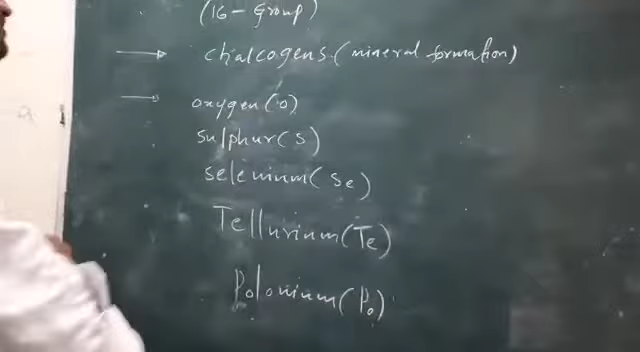 (16 - Group)
→ chalcogens (mineral formation)
→ oxygen (O)
sulphur (S)
selenium (Se)
Tellurium (Te)
Polonium (Po)